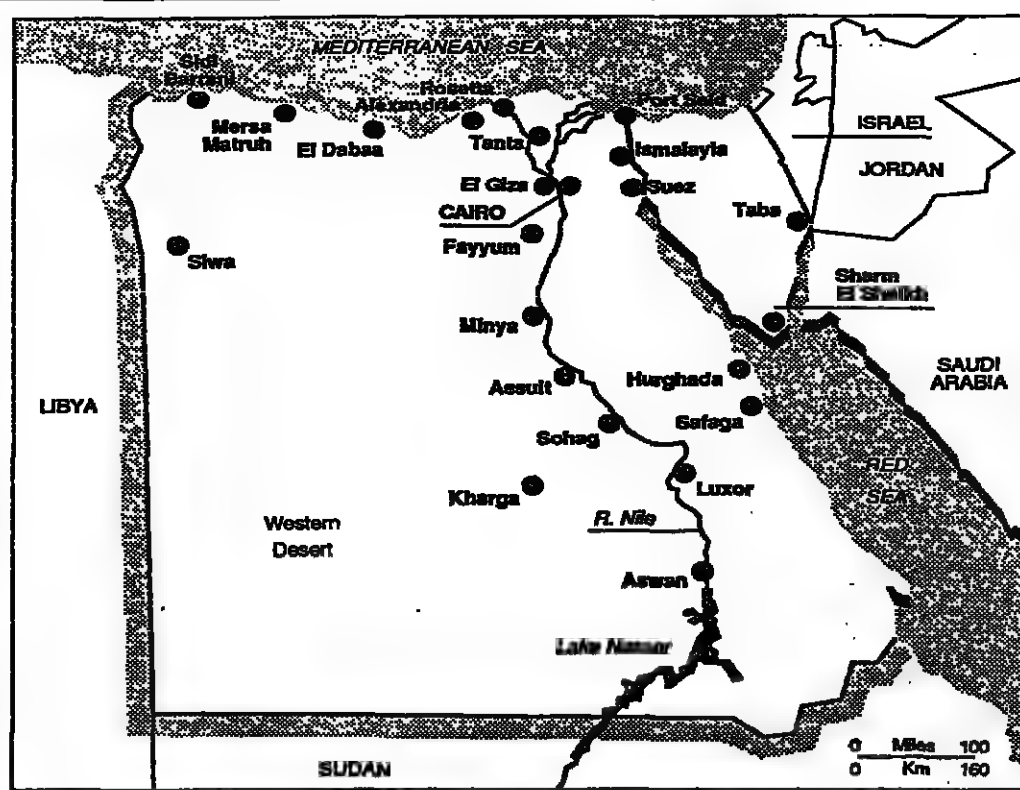 MEDITERRANEAN SEA
Sidi
Barrani
Rosetta
Alexandria
Port Said
Mersa
Matruh
El Dabaa
Tanta
Ismalayia
ISRAEL
JORDAN
El Giza
Suez
CAIRO
Taba
Fayyum
Siwa
Sharm
El Sheikh
Minya
SAUDI
ARABIA
Assuit
Hurghada
LIBYA
Safaga
Sohag
RED
SEA
Kharga
Luxor
R. Nile
Western
Desert
Aswan
Lake Nasser
0 Miles 100
0 Km 160
SUDAN